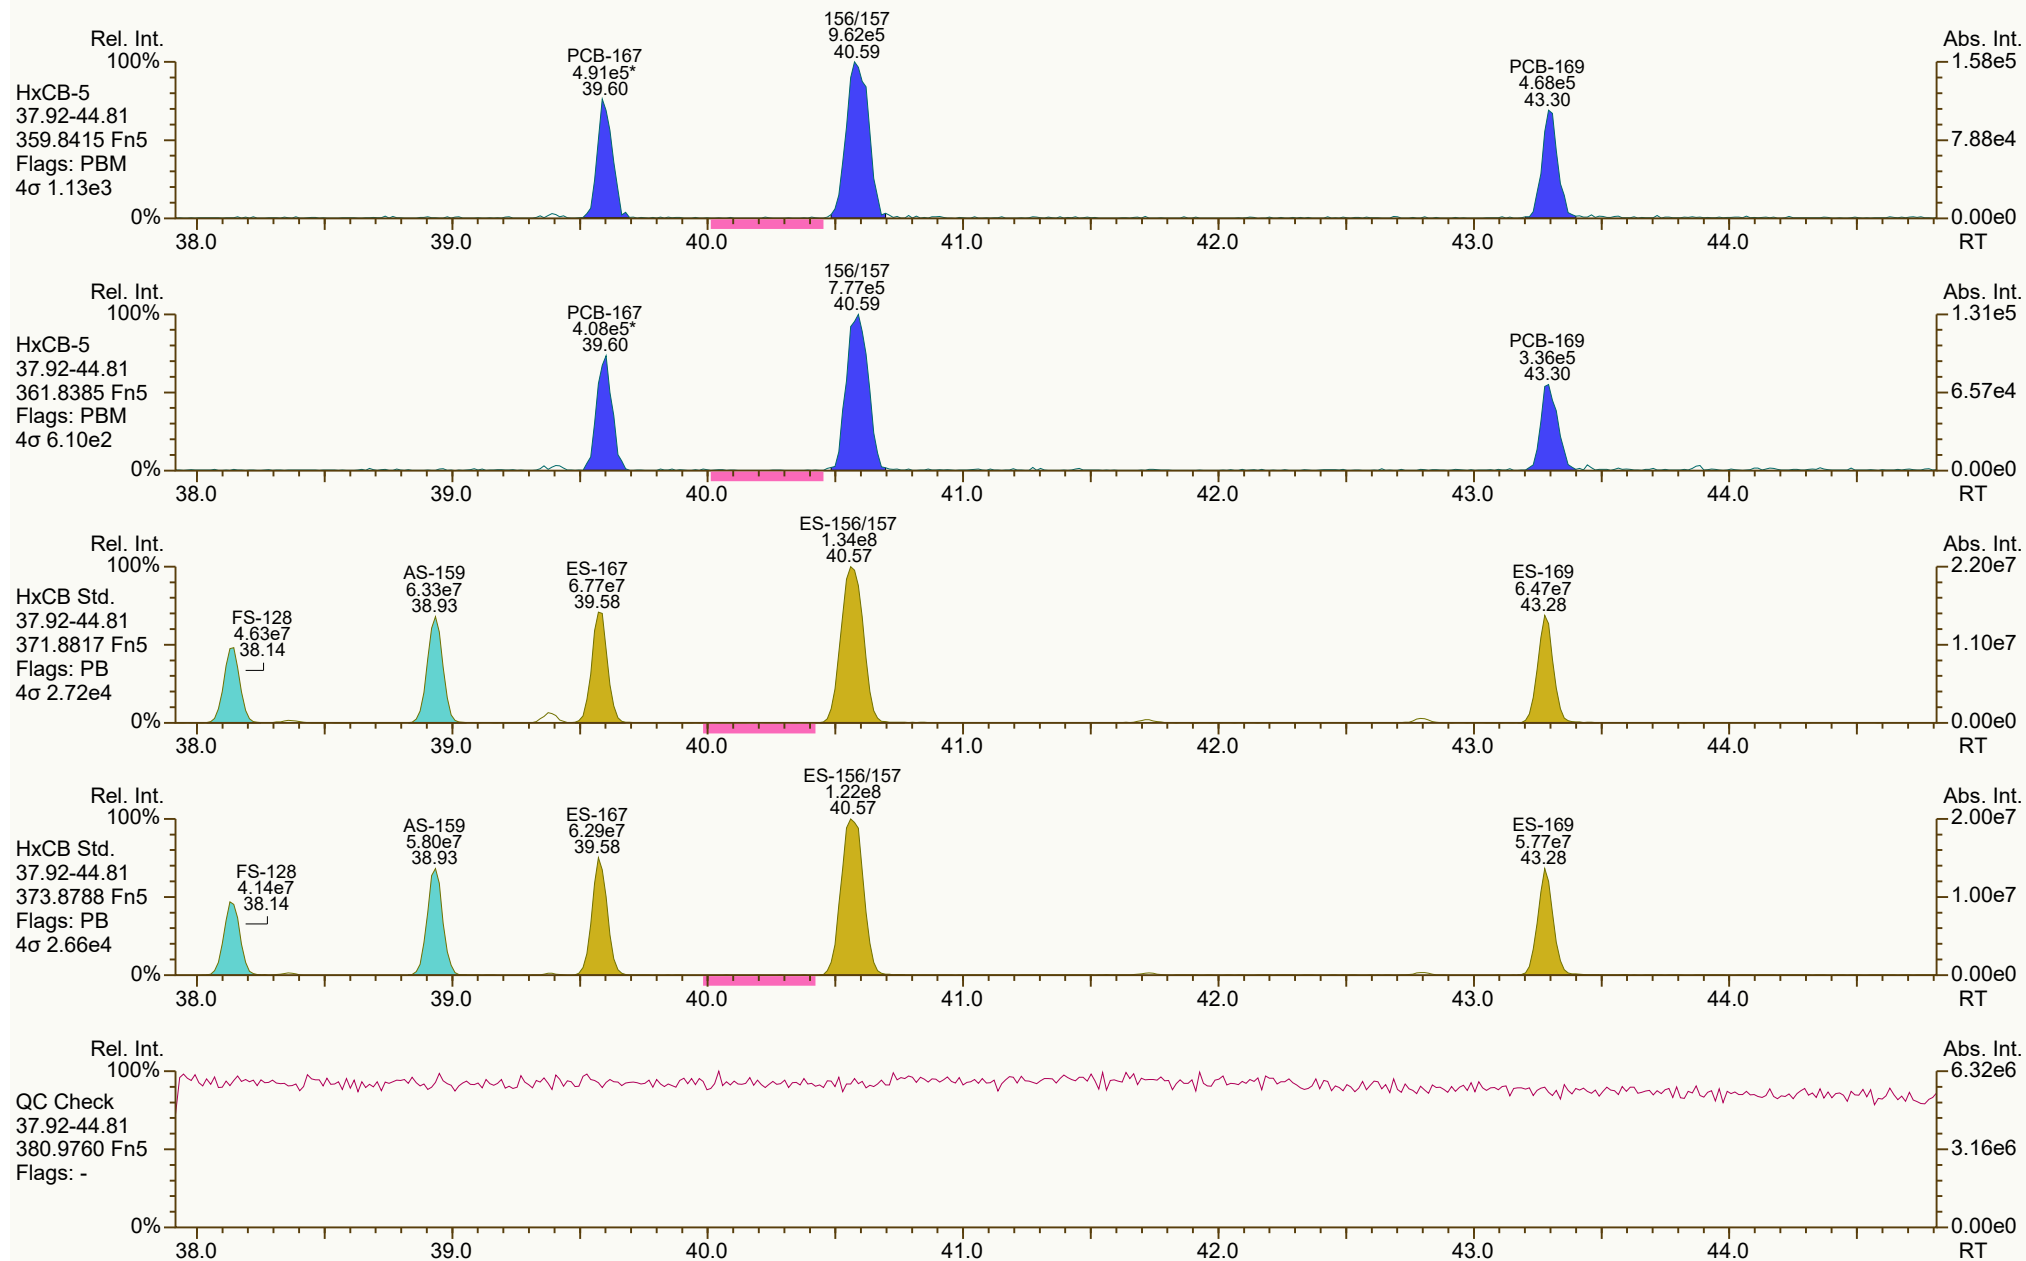 156/157
9.62e5
40.59
Rel. Int.
Abs. Int.
PCB-167
4.91e5*
39.60
PCB-169
4.68e5
43.30
100%
1.58e5
HxCB-5
37.92-44.81
359.8415 Fn5
7.88e4
Flags: PBM
4σ 1.13e3
0%
0.00e0
38.0 39.0 40.0 41.0 42.0 43.0 44.0 RT
156/157
7.77e5
40.59
Rel. Int.
Abs. Int.
PCB-167
4.08e5*
39.60
PCB-169
3.36e5
43.30
100%
1.31e5
HxCB-5
37.92-44.81
361.8385 Fn5
6.57e4
Flags: PBM
4σ 6.10e2
0%
0.00e0
38.0 39.0 40.0 41.0 42.0 43.0 44.0 RT
ES-156/157
1.34e8
40.57
Rel. Int.
Abs. Int.
FS-128
4.63e7
38.14
AS-159
6.33e7
38.93
ES-167
6.77e7
39.58
ES-169
6.47e7
43.28
100%
2.20e7
HxCB Std.
37.92-44.81
371.8817 Fn5
1.10e7
Flags: PB
4σ 2.72e4
0%
0.00e0
38.0 39.0 40.0 41.0 42.0 43.0 44.0 RT
ES-156/157
1.22e8
40.57
Rel. Int.
Abs. Int.
FS-128
4.14e7
38.14
AS-159
5.80e7
38.93
ES-167
6.29e7
39.58
ES-169
5.77e7
43.28
100%
2.00e7
HxCB Std.
37.92-44.81
373.8788 Fn5
1.00e7
Flags: PB
4σ 2.66e4
0%
0.00e0
38.0 39.0 40.0 41.0 42.0 43.0 44.0 RT
Rel. Int.
Abs. Int.
100%
6.32e6
QC Check
37.92-44.81
380.9760 Fn5
3.16e6
Flags: -
0%
0.00e0
38.0 39.0 40.0 41.0 42.0 43.0 44.0 RT